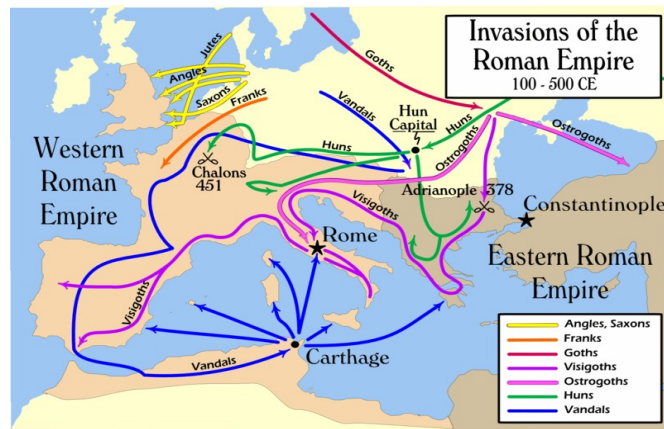 Invasions of the
Roman Empire
100 - 500 CE
Jutes
Angles
Saxons
Franks
Goths
Vandals
Hun
Capital
Huns
Ostrogoths
Ostrogoths
Huns
Western
Roman
Empire
Chalons
451
Adrianople 378
Visigoths
Constantinople
Rome
Eastern Roman
Empire
Visigoths
Carthage
Vandals
Angles, Saxons
Franks
Goths
Visigoths
Ostrogoths
Huns
Vandals